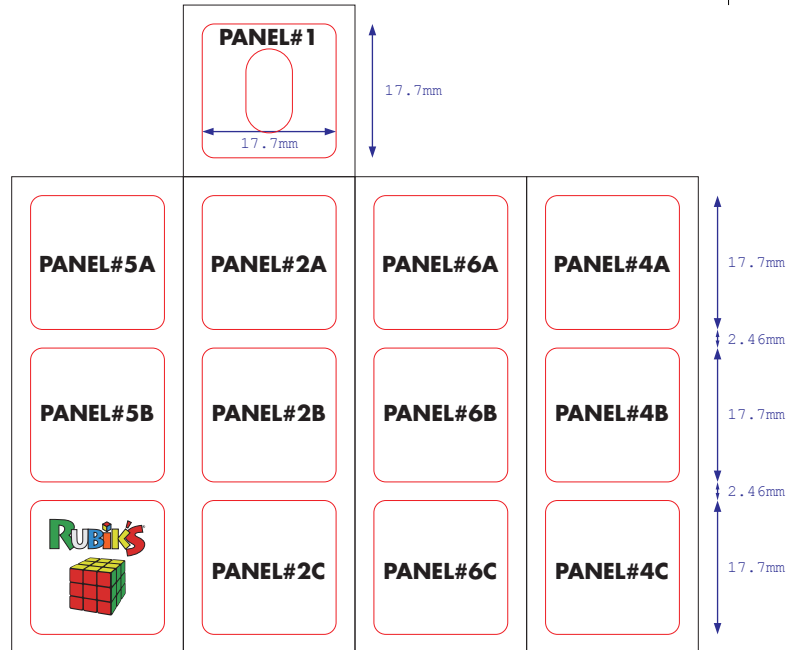 PANEL#1
17.7mm
17.7mm
PANEL#5A
PANEL#2A
PANEL#6A
PANEL#4A
17.7mm
2.46mm
PANEL#5B
PANEL#2B
PANEL#6B
PANEL#4B
17.7mm
2.46mm
RUBIK'S
PANEL#2C
PANEL#6C
PANEL#4C
17.7mm